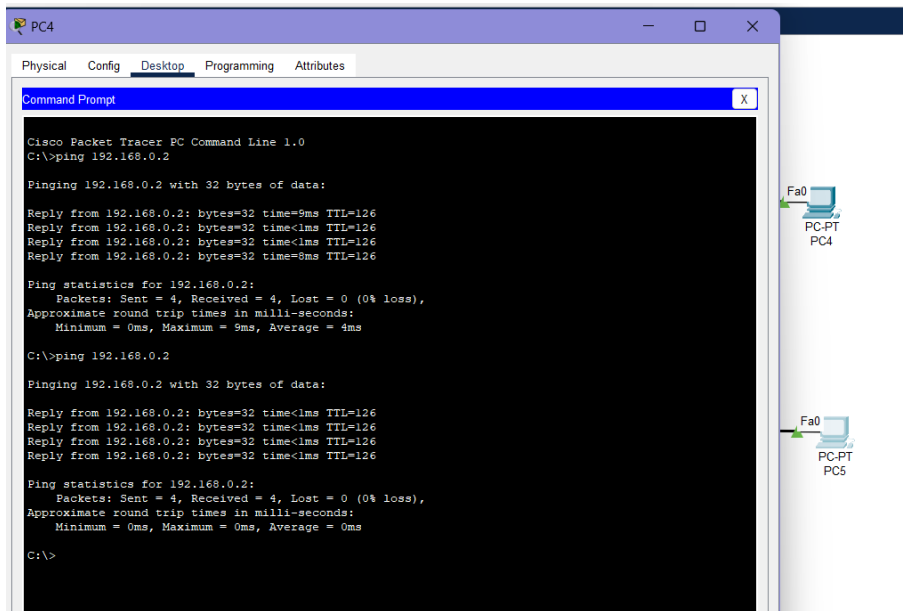 PC4
Physical Config Desktop Programming Attributes
Command Prompt
X
Cisco Packet Tracer PC Command Line 1.0
C:\>ping 192.168.0.2
Pinging 192.168.0.2 with 32 bytes of data:
Reply from 192.168.0.2: bytes=32 time=9ms TTL=126
Reply from 192.168.0.2: bytes=32 time<1ms TTL=126
Reply from 192.168.0.2: bytes=32 time<1ms TTL=126
Reply from 192.168.0.2: bytes=32 time=8ms TTL=126
Ping statistics for 192.168.0.2:
Packets: Sent = 4, Received = 4, Lost = 0 (0% loss),
Approximate round trip times in milli-seconds:
Minimum = 0ms, Maximum = 9ms, Average = 4ms
C:\>ping 192.168.0.2
Pinging 192.168.0.2 with 32 bytes of data:
Reply from 192.168.0.2: bytes=32 time<1ms TTL=126
Reply from 192.168.0.2: bytes=32 time<1ms TTL=126
Reply from 192.168.0.2: bytes=32 time<1ms TTL=126
Reply from 192.168.0.2: bytes=32 time<1ms TTL=126
Ping statistics for 192.168.0.2:
Packets: Sent = 4, Received = 4, Lost = 0 (0% loss),
Approximate round trip times in milli-seconds:
Minimum = 0ms, Maximum = 0ms, Average = 0ms
C:\>
Fa0
PC-PT
PC4
Fa0
PC-PT
PC5